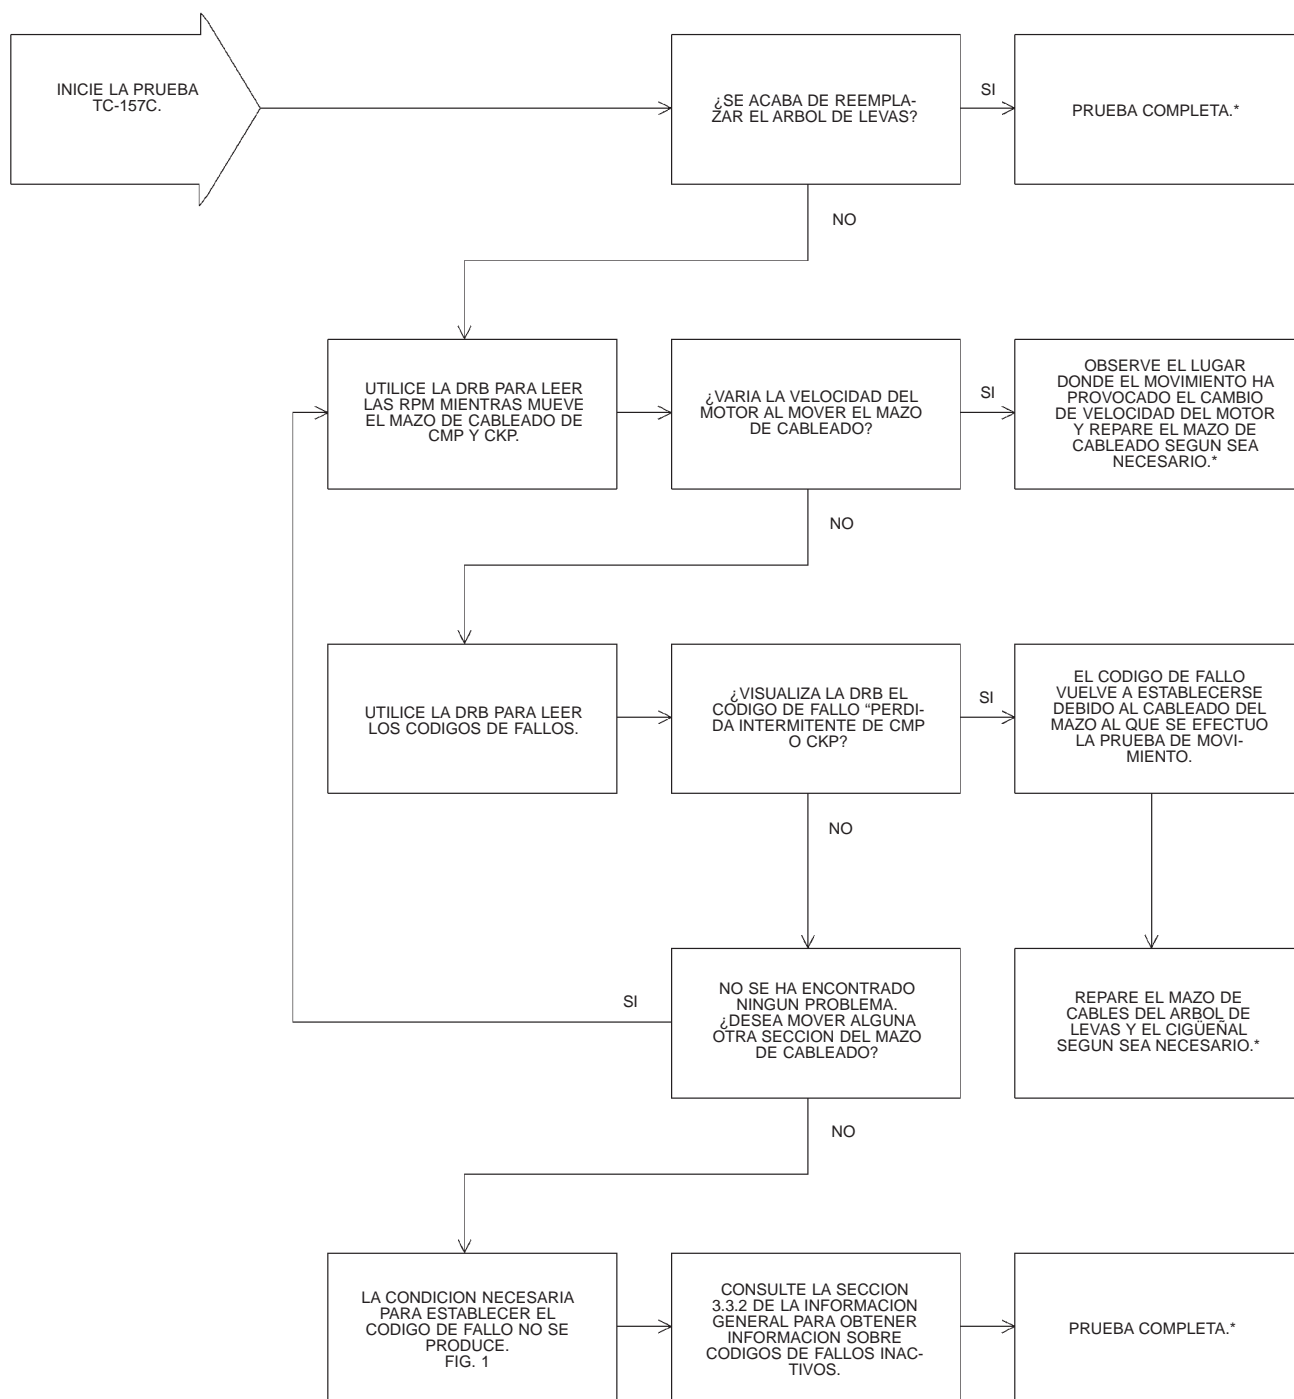 INICIE LA PRUEBA
TC-157C.
¿SE ACABA DE REEMPLA-
ZAR EL ARBOL DE LEVAS?
SI
PRUEBA COMPLETA.*
NO
UTILICE LA DRB PARA LEER
LAS RPM MIENTRAS MUEVE
EL MAZO DE CABLEADO DE
CMP Y CKP.
¿VARIA LA VELOCIDAD DEL
MOTOR AL MOVER EL MAZO
DE CABLEADO?
SI
OBSERVE EL LUGAR
DONDE EL MOVIMIENTO HA
PROVOCADO EL CAMBIO
DE VELOCIDAD DEL MOTOR
Y REPARE EL MAZO DE
CABLEADO SEGUN SEA
NECESARIO.*
NO
UTILICE LA DRB PARA LEER
LOS CODIGOS DE FALLOS.
¿VISUALIZA LA DRB EL
CODIGO DE FALLO “PERDI-
DA INTERMITENTE DE CMP
O CKP?
SI
EL CODIGO DE FALLO
VUELVE A ESTABLECERSE
DEBIDO AL CABLEADO DEL
MAZO AL QUE SE EFECTUO
LA PRUEBA DE MOVI-
MIENTO.
NO
SI
NO SE HA ENCONTRADO
NINGUN PROBLEMA.
¿DESEA MOVER ALGUNA
OTRA SECCION DEL MAZO
DE CABLEADO?
REPARE EL MAZO DE
CABLES DEL ARBOL DE
LEVAS Y EL CIGÜEÑAL
SEGUN SEA NECESARIO.*
NO
LA CONDICION NECESARIA
PARA ESTABLECER EL
CODIGO DE FALLO NO SE
PRODUCE.
FIG. 1
CONSULTE LA SECCION
3.3.2 DE LA INFORMACION
GENERAL PARA OBTENER
INFORMACION SOBRE
CODIGOS DE FALLOS INAC-
TIVOS.
PRUEBA COMPLETA.*